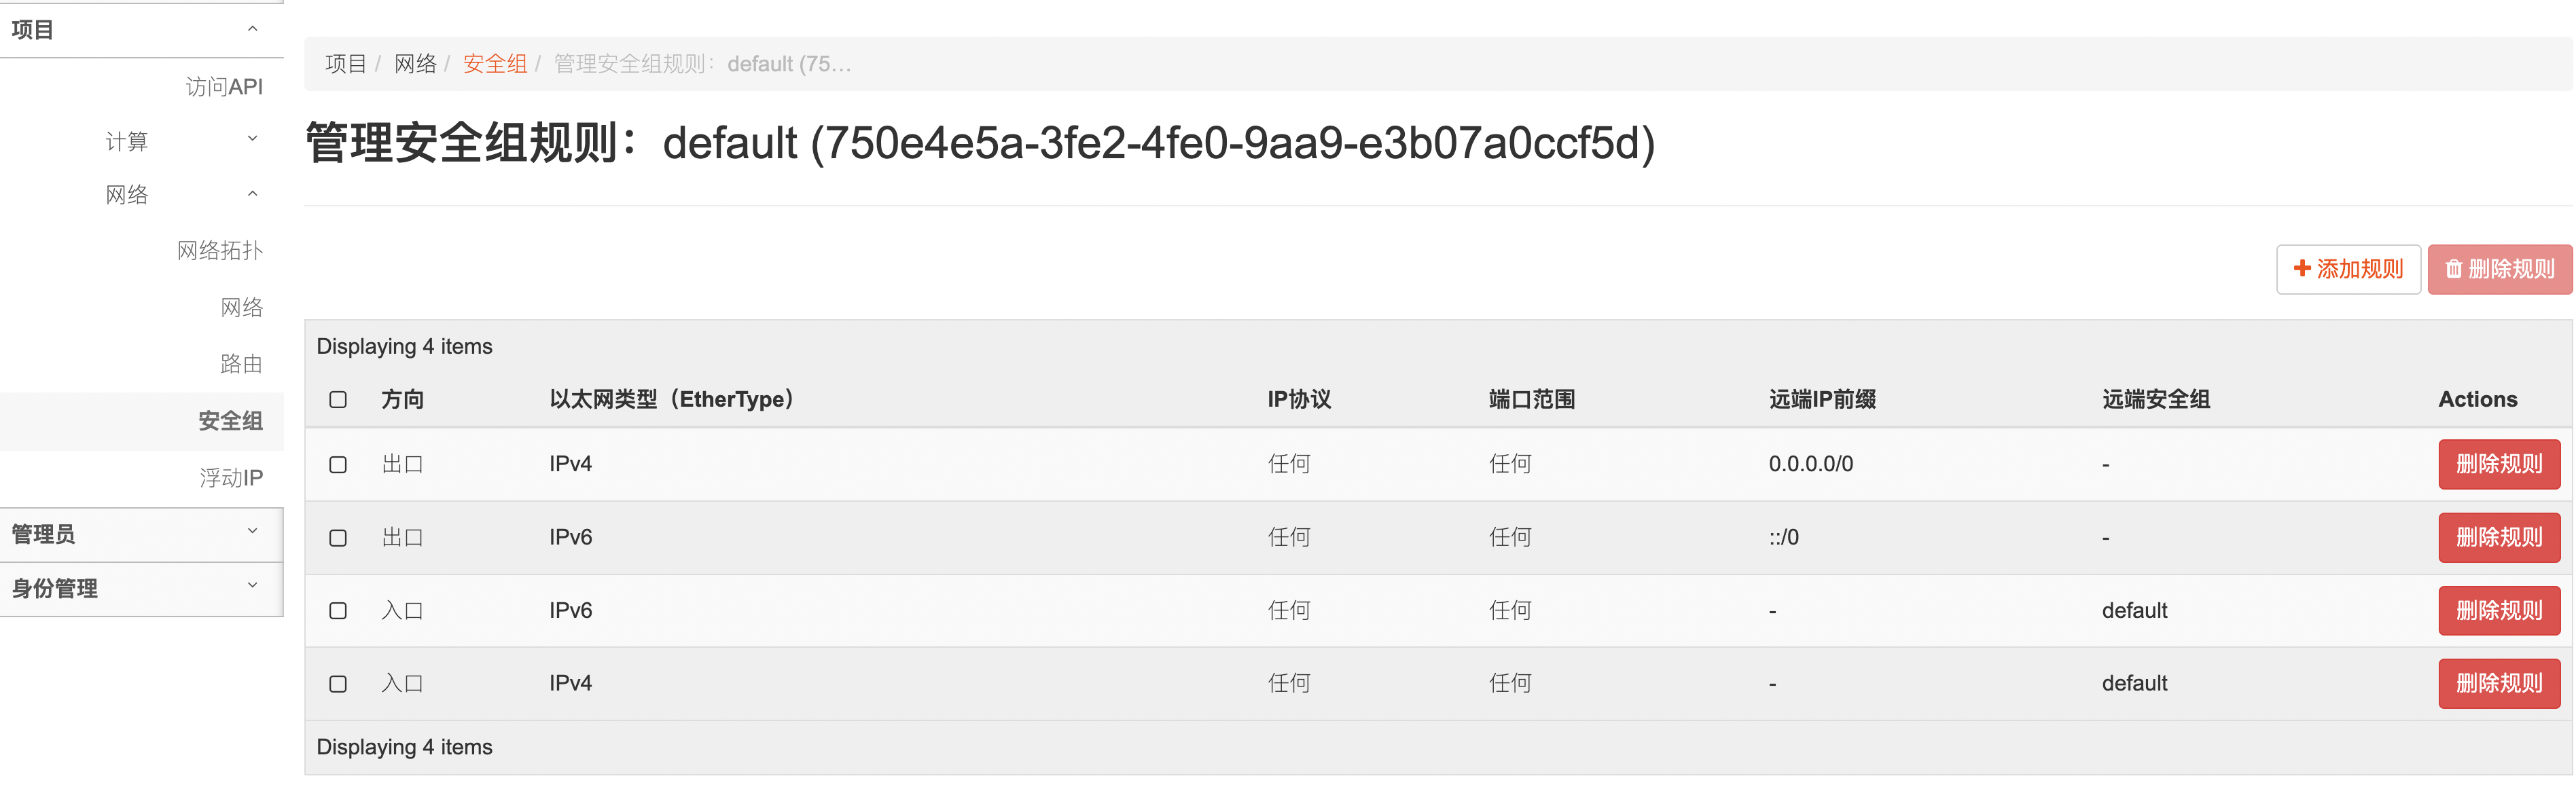 项目
访问API
计算
网络
网络拓扑
网络
路由
安全组
浮动IP
管理员
身份管理
项目 / 网络 / 安全组 / 管理安全组规则：default (75…
管理安全组规则：default (750e4e5a-3fe2-4fe0-9aa9-e3b07a0ccf5d)
添加规则 删除规则
Displaying 4 items
方向 以太网类型（EtherType） IP协议 端口范围 远端IP前缀 远端安全组 Actions
出口 IPv4 任何 任何 0.0.0.0/0 - 删除规则
出口 IPv6 任何 任何 ::/0 - 删除规则
入口 IPv6 任何 任何 - default 删除规则
入口 IPv4 任何 任何 - default 删除规则
Displaying 4 items